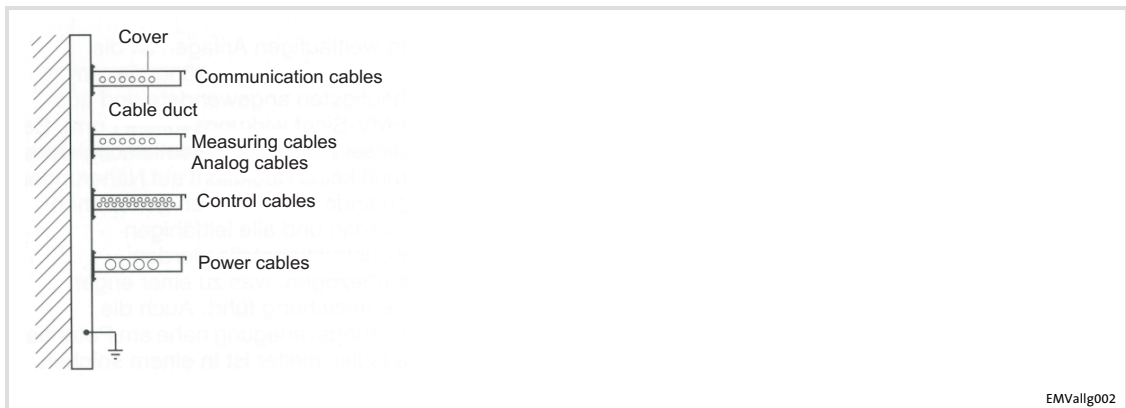 Cover
Communication cables
Cable duct
Measuring cables
Analog cables
Control cables
Power cables
EMVallg002